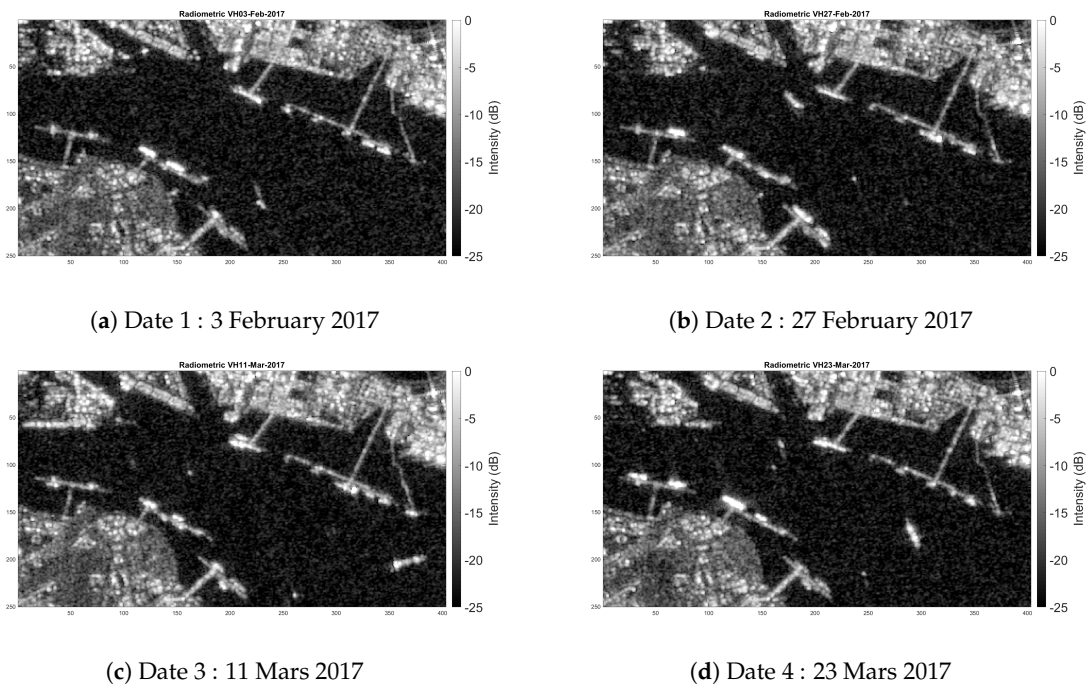 Radiometric VH03-Feb-2017
0
-5
-10
-15
-20
-25
Intensity (dB)
50
100
150
200
250
50 100 150 200 250 300 350 400
(a) Date 1 : 3 February 2017
Radiometric VH27-Feb-2017
0
-5
-10
-15
-20
-25
Intensity (dB)
50
100
150
200
250
50 100 150 200 250 300 350 400
(b) Date 2 : 27 February 2017
Radiometric VH11-Mar-2017
0
-5
-10
-15
-20
-25
Intensity (dB)
50
100
150
200
250
50 100 150 200 250 300 350 400
(c) Date 3 : 11 Mars 2017
Radiometric VH23-Mar-2017
0
-5
-10
-15
-20
-25
Intensity (dB)
50
100
150
200
250
50 100 150 200 250 300 350 400
(d) Date 4 : 23 Mars 2017